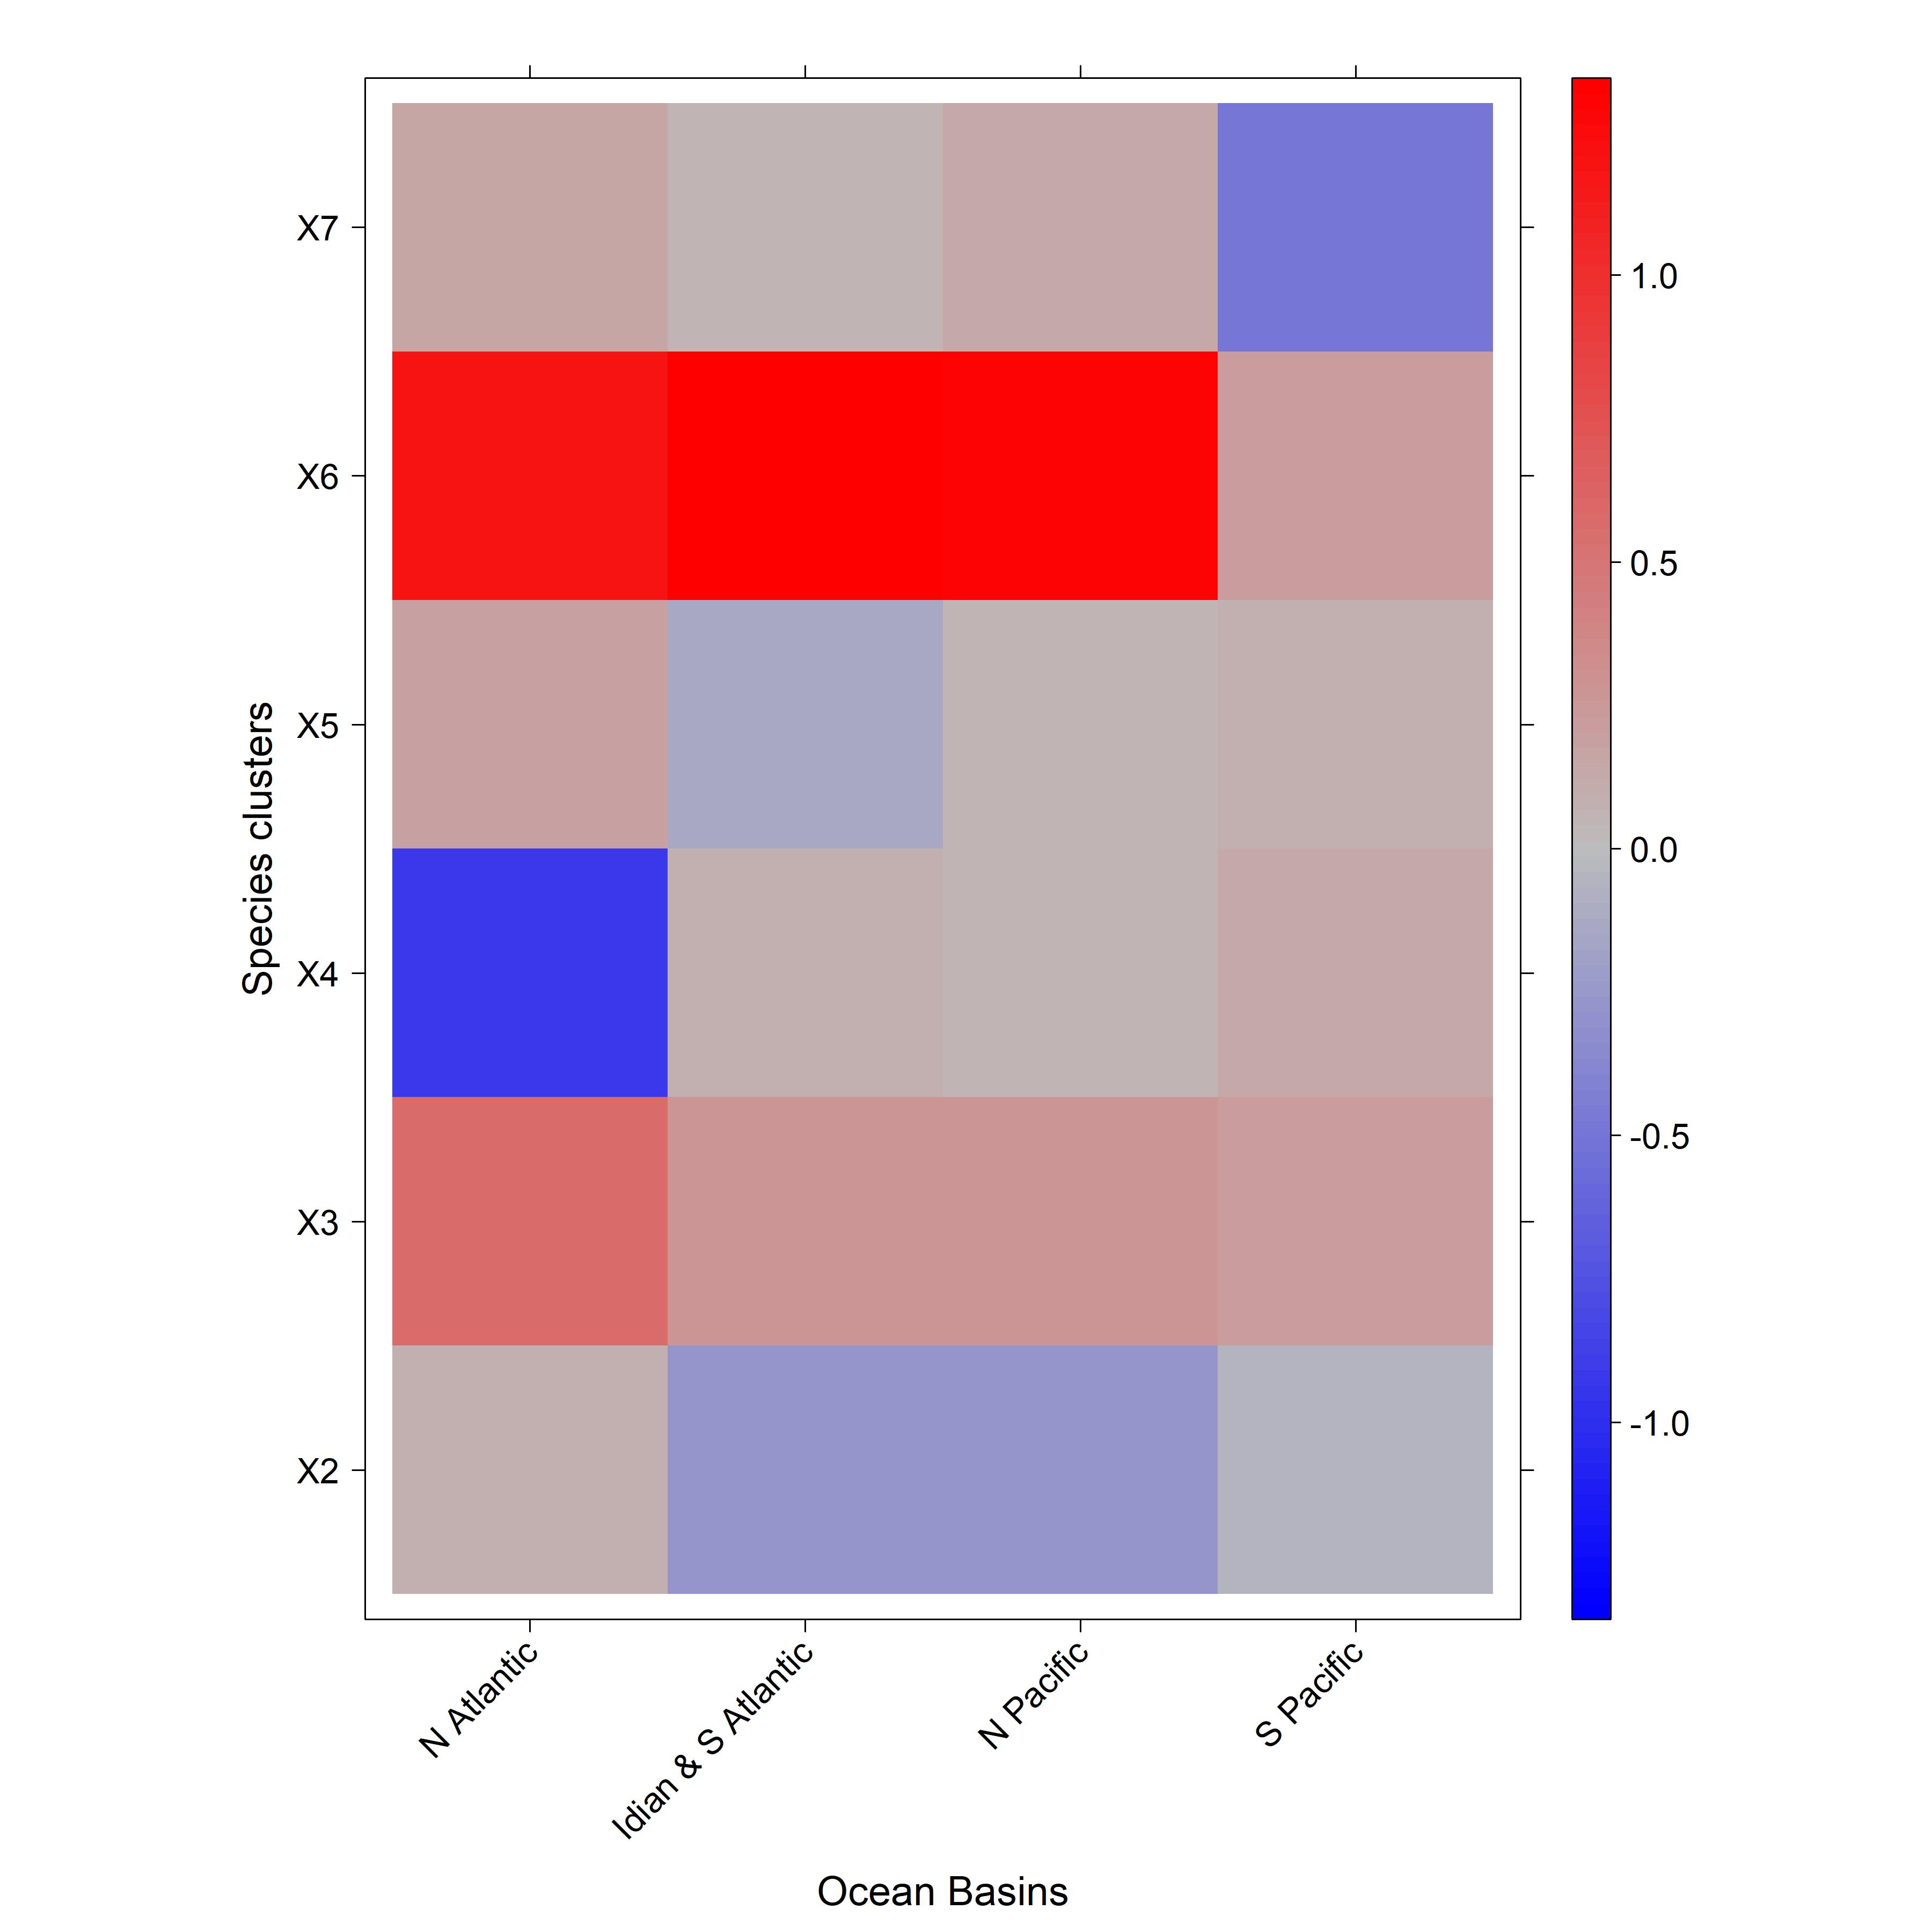 X7
X6
X5
X4
X3
X2
Species clusters
N Atlantic
Idian & S Atlantic
N Pacific
S Pacific
Ocean Basins
1.0
0.5
0.0
-0.5
-1.0